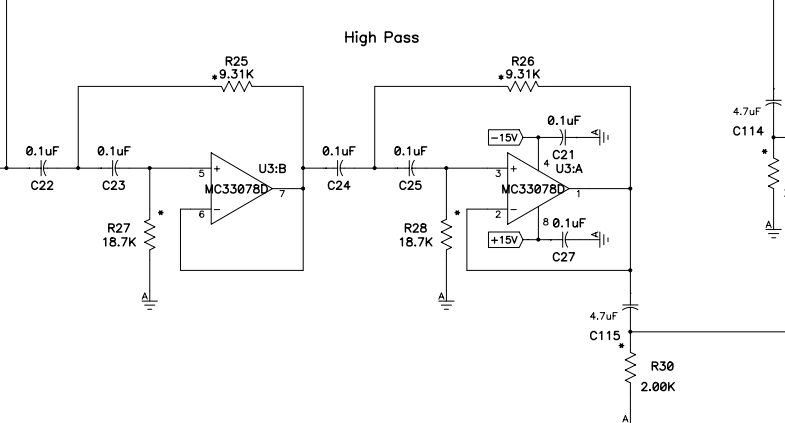 High Pass
R25
*9.31K
R26
*9.31K
4.7uF
C114
*
0.1uF
0.1uF
C22
C23
5
+
U3:B
MC33078D
7
6
−
R27
18.7K
*
A
0.1uF
0.1uF
C24
C25
−15V
0.1uF
A
C21
4
U3:A
3
+
MC33078D
1
2
−
8
0.1uF
+15V
A
C27
R28
18.7K
*
A
A
4.7uF
C115
*
R30
2.00K
A